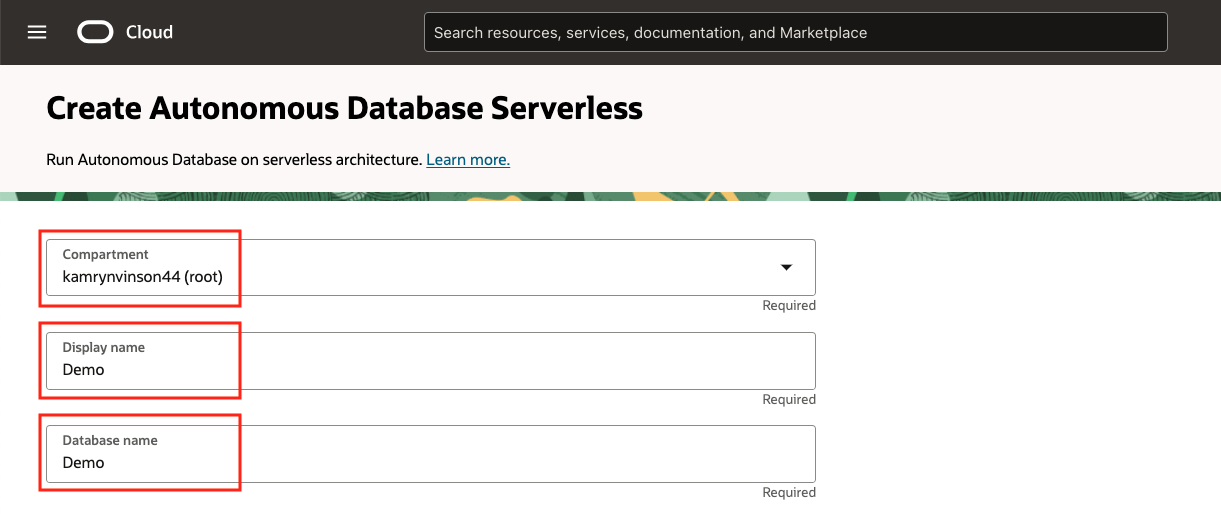 Cloud
Search resources, services, documentation, and Marketplace
Create Autonomous Database Serverless
Run Autonomous Database on serverless architecture. Learn more.
Compartment
kamrynvinson44 (root)
Required
Display name
Demo
Required
Database name
Demo
Required